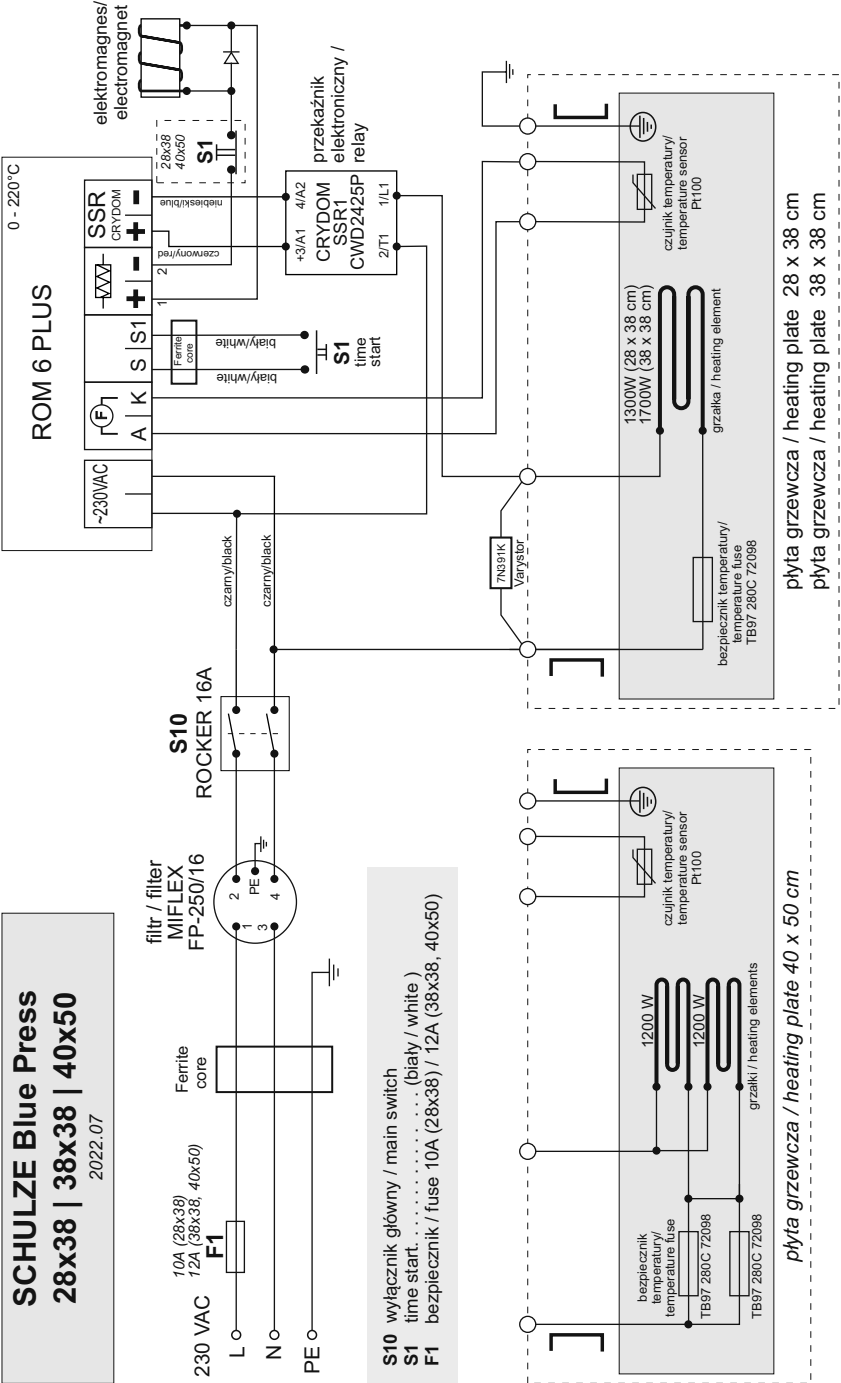 SCHULZE Blue Press
28x38 | 38x38 | 40x50
2022.07
230 VAC
L
N
PE
10A (28x38)
12A (38x38, 40x50)
F1
Ferrite
core
filtr / filter
MIFLEX
FP-250/16
1
2
3
4
PE
S10
ROCKER 16A
czarny/black
czarny/black
ROM 6 PLUS
0 - 220°C
~230VAC
F
A
K
S
S1
+
-
SSR
CRYDOM
+
-
1
2
Ferrite
core
biały/white
biały/white
S1
time
start
czerwony/red
niebieski/blue
28x38
40x50
S1
elektromagnes/
electromagnet
+3/A1
4/A2
CRYDOM
SSR1
CWD2425P
2/T1
1/L1
przekaźnik
elektroniczny /
relay
S10 wyłącznik główny / main switch
S1 time start. . . . . . . . . . . . . (biały / white )
F1 bezpiecznik / fuse 10A (28x38) / 12A (38x38, 40x50)
7N391K
Varystor
bezpiecznik temperatury/
temperature fuse
TB97 280C 72098
1300W (28 x 38 cm)
1700W (38 x 38 cm)
grzałka / heating element
czujnik temperatury/
temperature sensor
Pt100
płyta grzewcza / heating plate 28 x 38 cm
płyta grzewcza / heating plate 38 x 38 cm
bezpiecznik
temperatury/
temperature fuse
TB97 280C 72098
TB97 280C 72098
1200 W
1200 W
grzałki / heating elements
czujnik temperatury/
temperature sensor
Pt100
płyta grzewcza / heating plate 40 x 50 cm